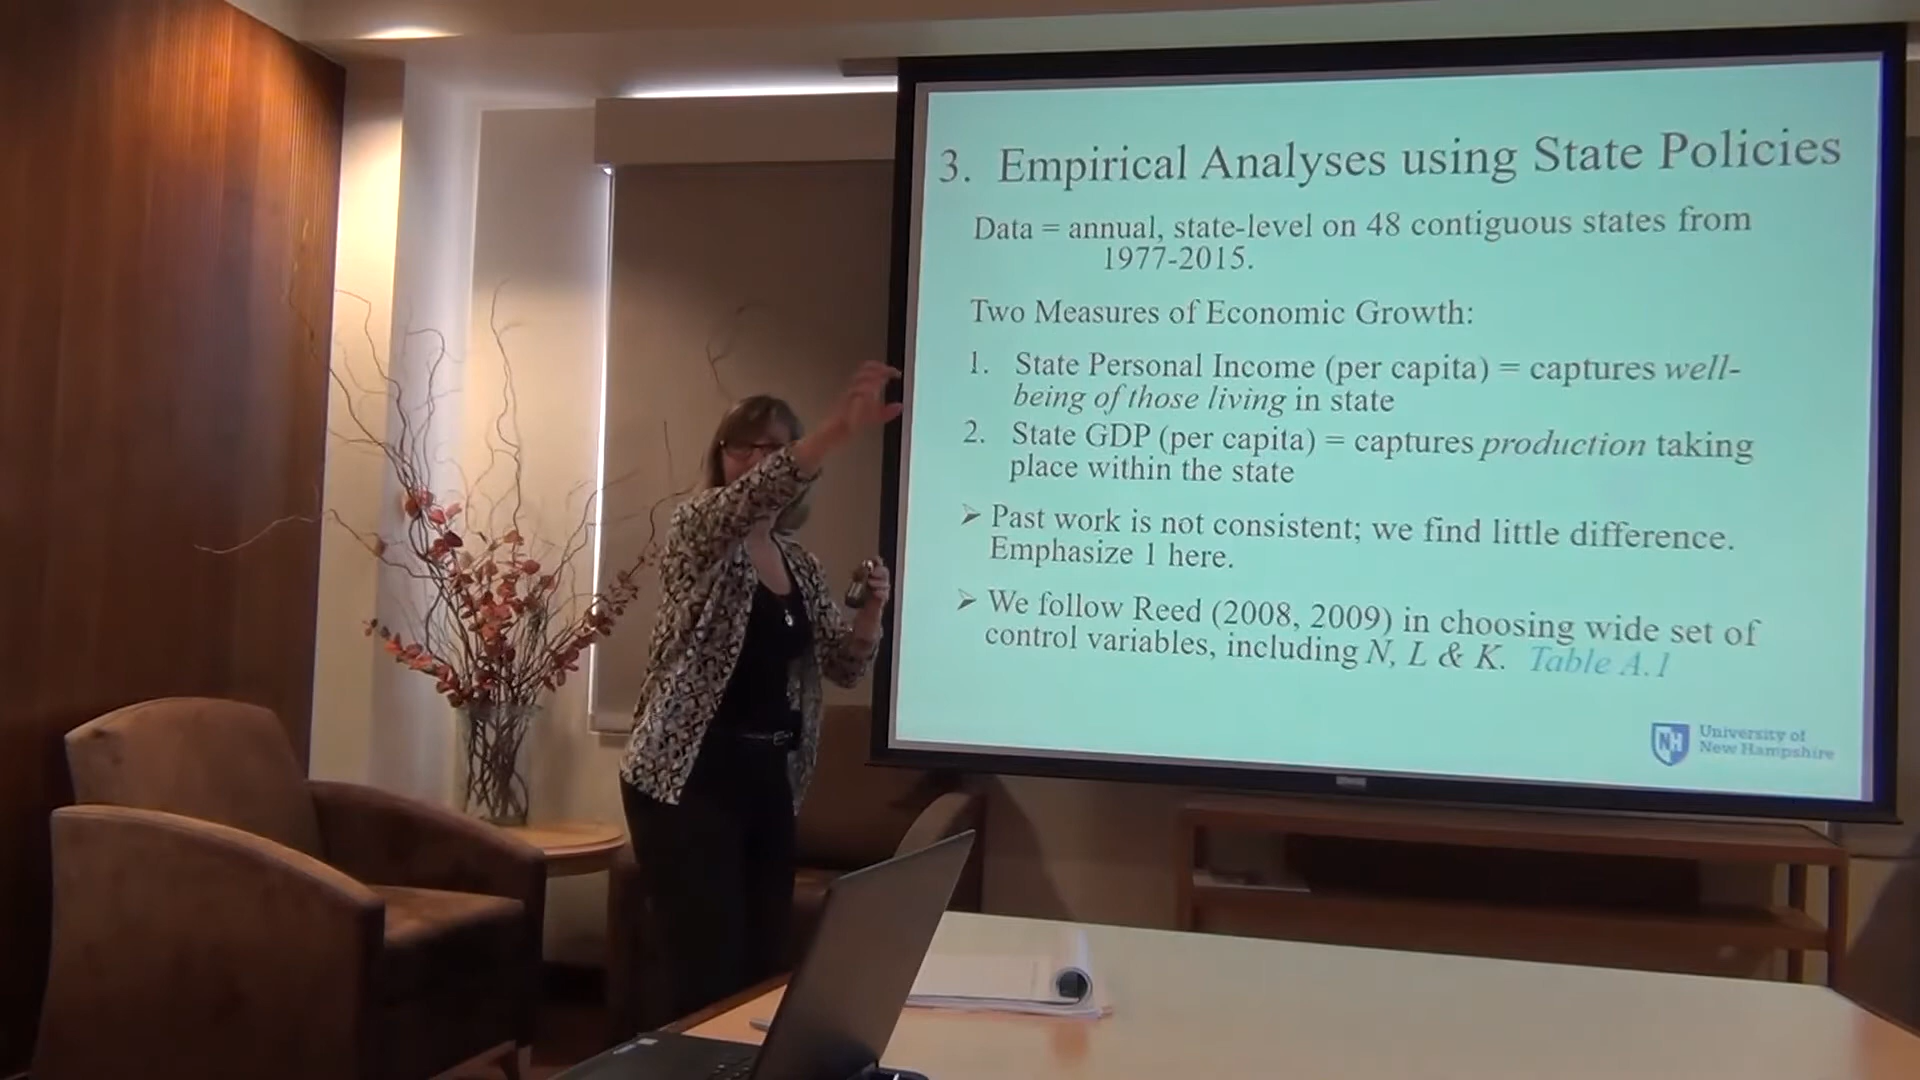 3. Empirical Analyses using State Policies
Data = annual, state-level on 48 contiguous states from
1977-2015.
Two Measures of Economic Growth:
1. State Personal Income (per capita) = captures well-
being of those living in state
2. State GDP (per capita) = captures production taking
place within the state
➢ Past work is not consistent; we find little difference.
Emphasize 1 here.
➢ We follow Reed (2008, 2009) in choosing wide set of
control variables, including N, L & K. Table A.1
NH
University of
New Hampshire